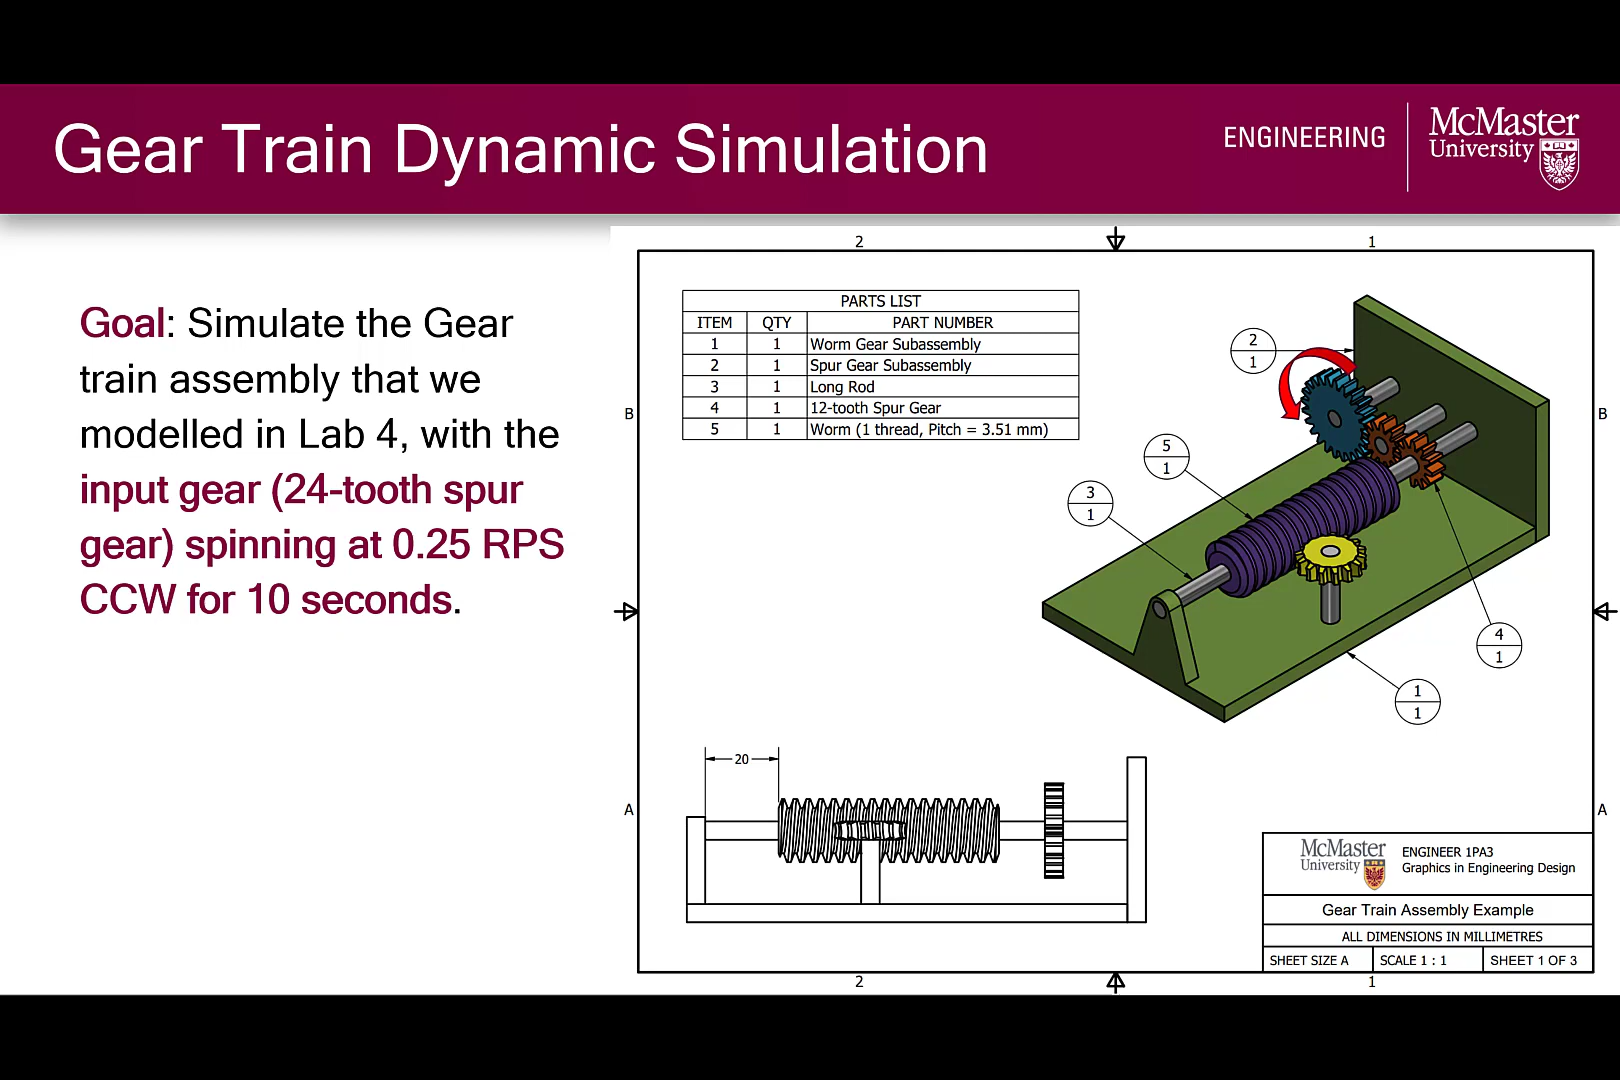 Gear Train Dynamic Simulation
ENGINEERING
McMaster
University
Goal: Simulate the Gear
train assembly that we
modelled in Lab 4, with the
input gear (24-tooth spur
gear) spinning at 0.25 RPS
CCW for 10 seconds.
2
1
PARTS LIST
ITEM QTY PART NUMBER
1 1 Worm Gear Subassembly
2 1 Spur Gear Subassembly
3 1 Long Rod
4 1 12-tooth Spur Gear
5 1 Worm (1 thread, Pitch = 3.51 mm)
B
B
2
1
5
1
3
1
4
1
1
1
20
A
A
McMaster
University
ENGINEER 1PA3
Graphics in Engineering Design
Gear Train Assembly Example
ALL DIMENSIONS IN MILLIMETRES
SHEET SIZE A SCALE 1 : 1 SHEET 1 OF 3
2
1